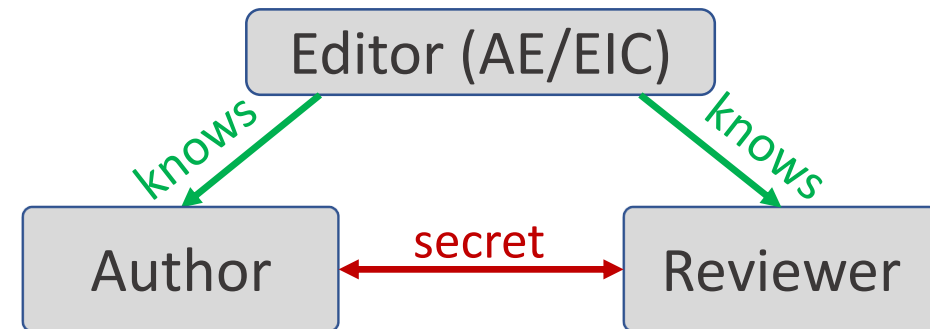 Editor (AE/EIC)
knows
knows
secret
Author
Reviewer